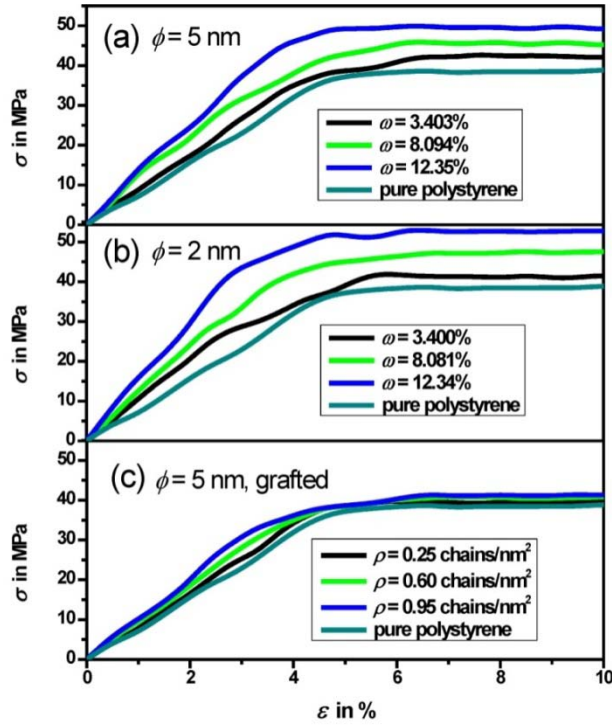 (a) ϕ = 5 nm
50
40
30
20
10
0
σ in MPa
ω = 3.403%
ω = 8.094%
ω = 12.35%
pure polystyrene
(b) ϕ = 2 nm
50
40
30
20
10
0
σ in MPa
ω = 3.400%
ω = 8.081%
ω = 12.34%
pure polystyrene
(c) ϕ = 5 nm, grafted
50
40
30
20
10
0
σ in MPa
ρ = 0.25 chains/nm²
ρ = 0.60 chains/nm²
ρ = 0.95 chains/nm²
pure polystyrene
0 2 4 6 8 10
ε in %